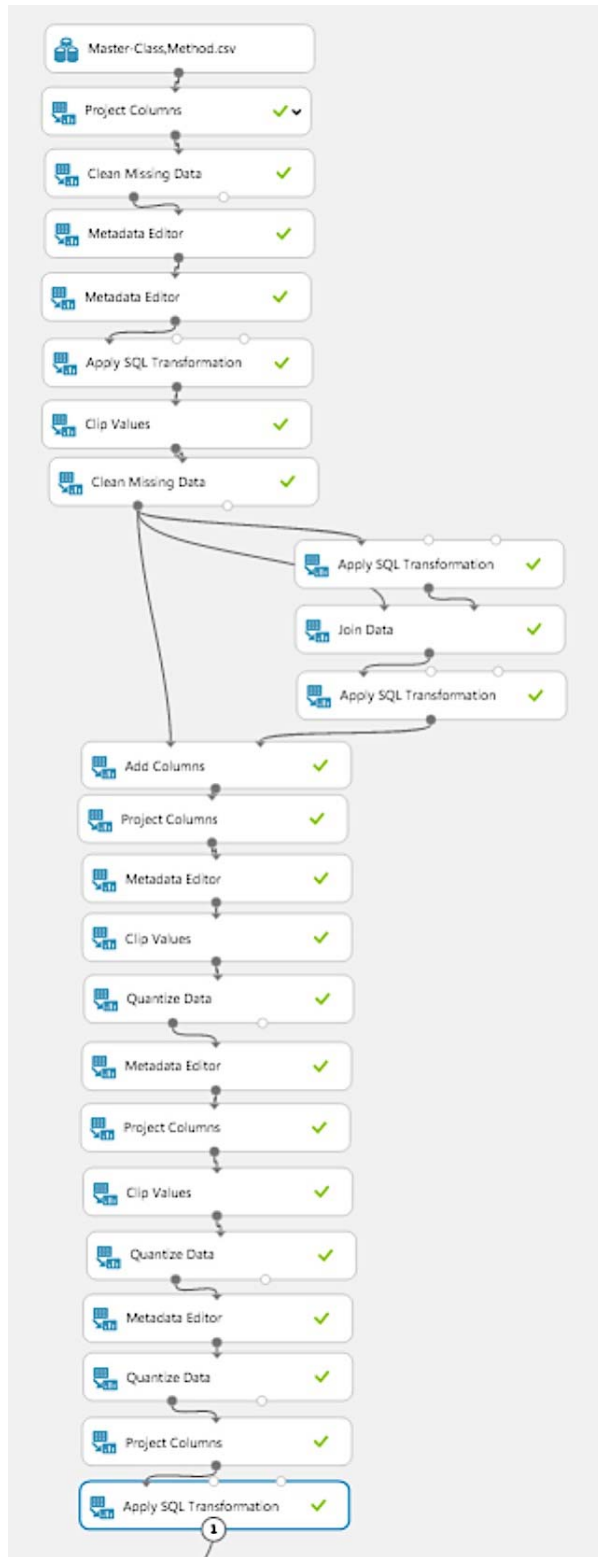 Master-Class,Method.csv
Project Columns
Clean Missing Data
Metadata Editor
Metadata Editor
Apply SQL Transformation
Clip Values
Clean Missing Data
Apply SQL Transformation
Join Data
Apply SQL Transformation
Add Columns
Project Columns
Metadata Editor
Clip Values
Quantize Data
Metadata Editor
Project Columns
Clip Values
Quantize Data
Metadata Editor
Quantize Data
Project Columns
Apply SQL Transformation
1